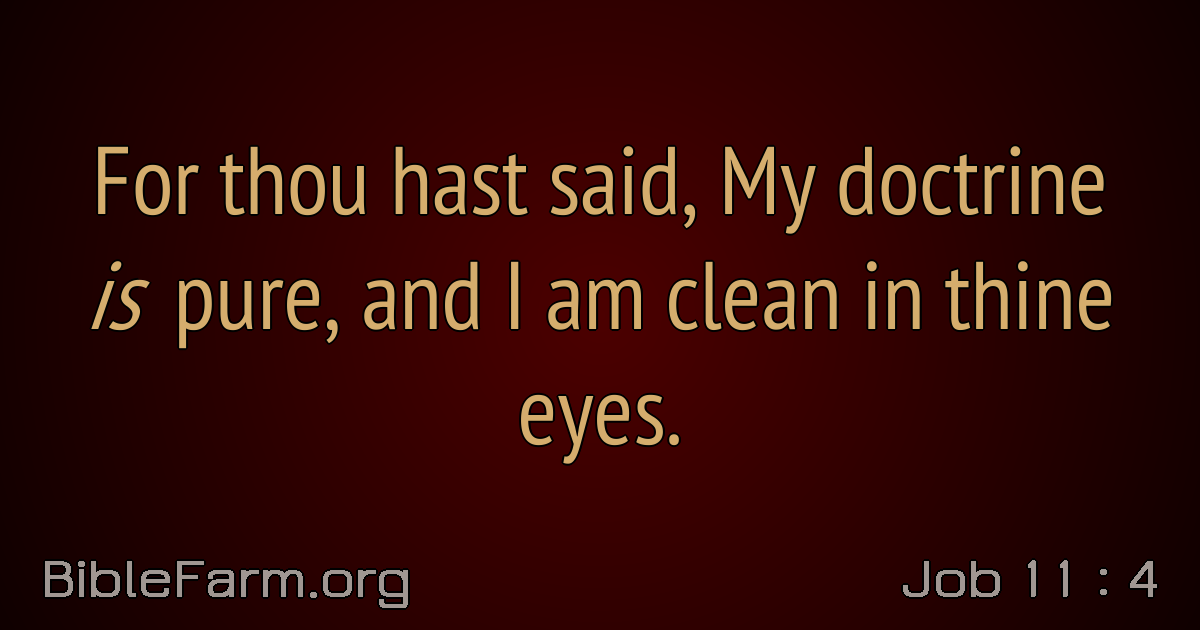 For thou hast said, My doctrine
is pure, and I am clean in thine
eyes.
BibleFarm.org
Job 11 : 4